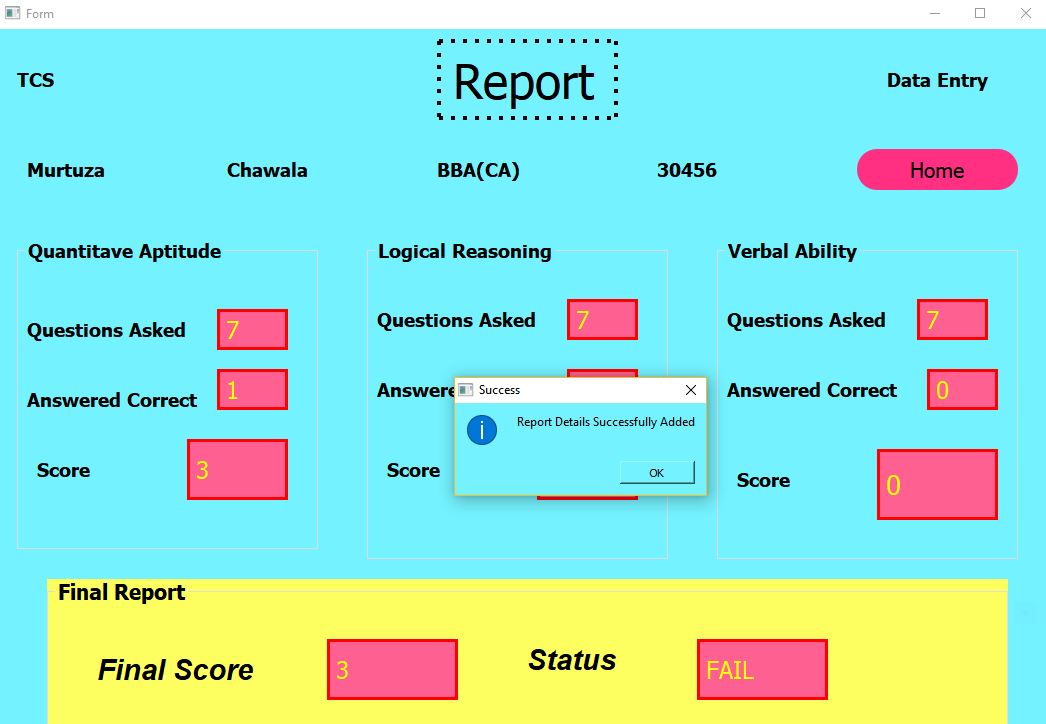 Form
TCS
Report
Data Entry
Murtuza
Chawala
BBA(CA)
30456
Home
Quantitave Aptitude
Questions Asked
7
Answered Correct
1
Score
3
Logical Reasoning
Questions Asked
7
Score
Verbal Ability
Questions Asked
7
Answered Correct
0
Score
0
Success
Report Details Successfully Added
OK
Final Report
Final Score
3
Status
FAIL